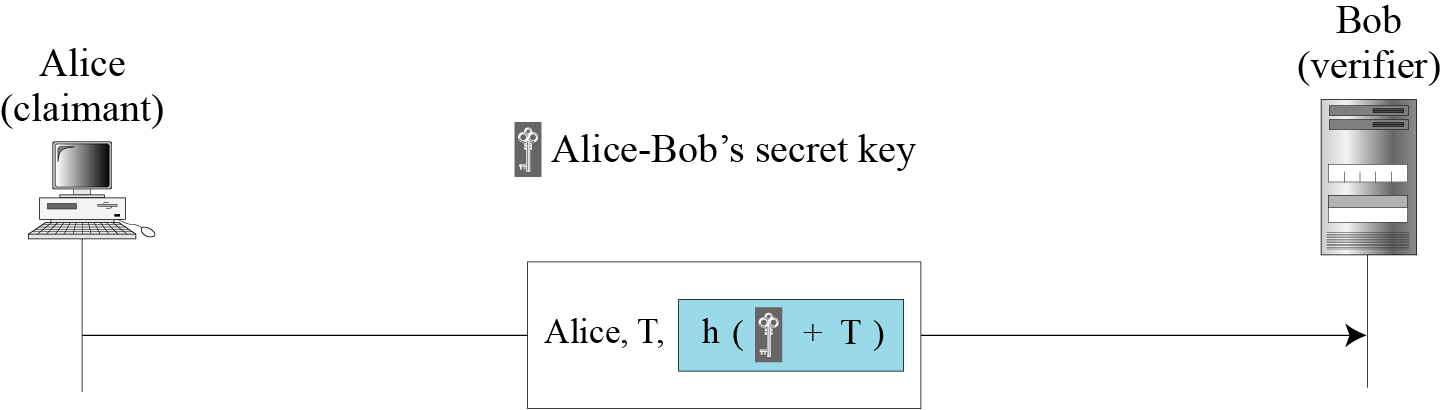 Alice
(claimant)
Bob
(verifier)
Alice-Bob’s secret key
Alice, T, h ( + T )